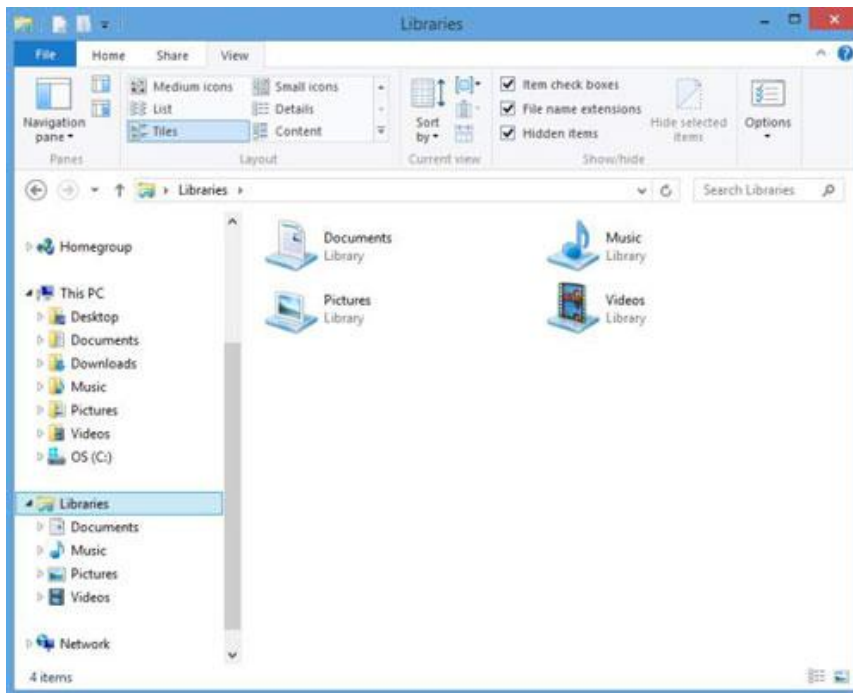 Libraries
File Home Share View
Navigation pane
Panes
Medium icons Small icons
List Details
Tiles Content
Layout
Sort by
Current view
Item check boxes
File name extensions
Hidden items
Hide selected items
Show/hide
Options
Libraries
Search Libraries
Homegroup
This PC
Desktop
Documents
Downloads
Music
Pictures
Videos
OS (C:)
Libraries
Documents
Music
Pictures
Videos
Network
Documents
Library
Music
Library
Pictures
Library
Videos
Library
4 items